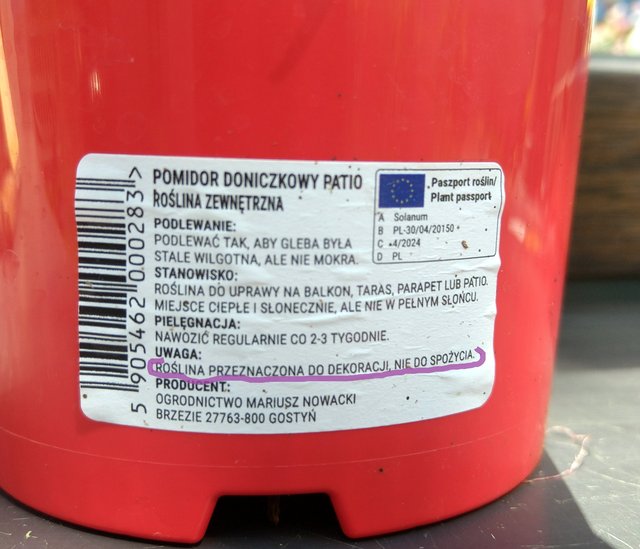 POMIDOR DONICZKOWY PATIO
ROŚLINA ZEWNĘTRZNA
PODLEWANIE:
PODLEWAĆ TAK, ABY GLEBA BYŁA
STALE WILGOTNA, ALE NIE MOKRA.
STANOWISKO:
ROŚLINA DO UPRAWY NA BALKON, TARAS, PARAPET LUB PATIO.
MIEJSCE CIEPŁE I SŁONECZNIE, ALE NIE W PEŁNYM SŁOŃCU.
PIELĘGNACJA:
NAWOZIĆ REGULARNIE CO 2-3 TYGODNIE.
UWAGA:
ROŚLINA PRZEZNACZONA DO DEKORACJI, NIE DO SPOŻYCIA.
PRODUCENT:
OGRODNICTWO MARIUSZ NOWACKI
BRZEZIE 27763-800 GOSTYŃ
Paszport roślin/
Plant passport
A Solanum
B PL-30/04/20150
C 4/2024
D PL
5 905462 000283 >